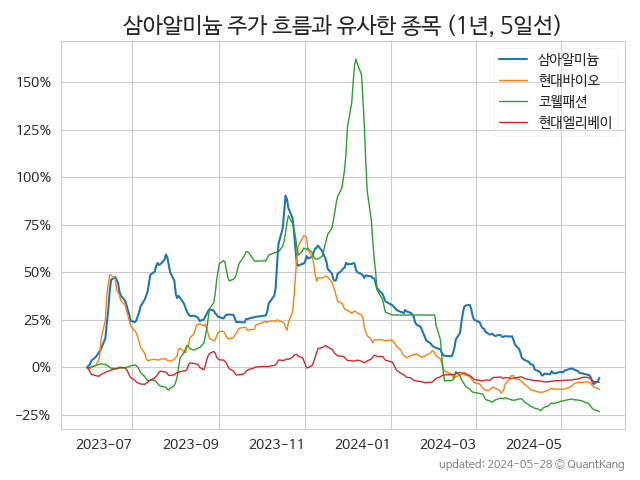 삼아알미늄 주가 흐름과 유사한 종목 (1년, 5일선)
삼아알미늄
현대바이오
코웰패션
현대엘리베이
150%
125%
100%
75%
50%
25%
0%
−25%
2023-07 2023-09 2023-11 2024-01 2024-03 2024-05
updated: 2024-05-28 © QuantKang